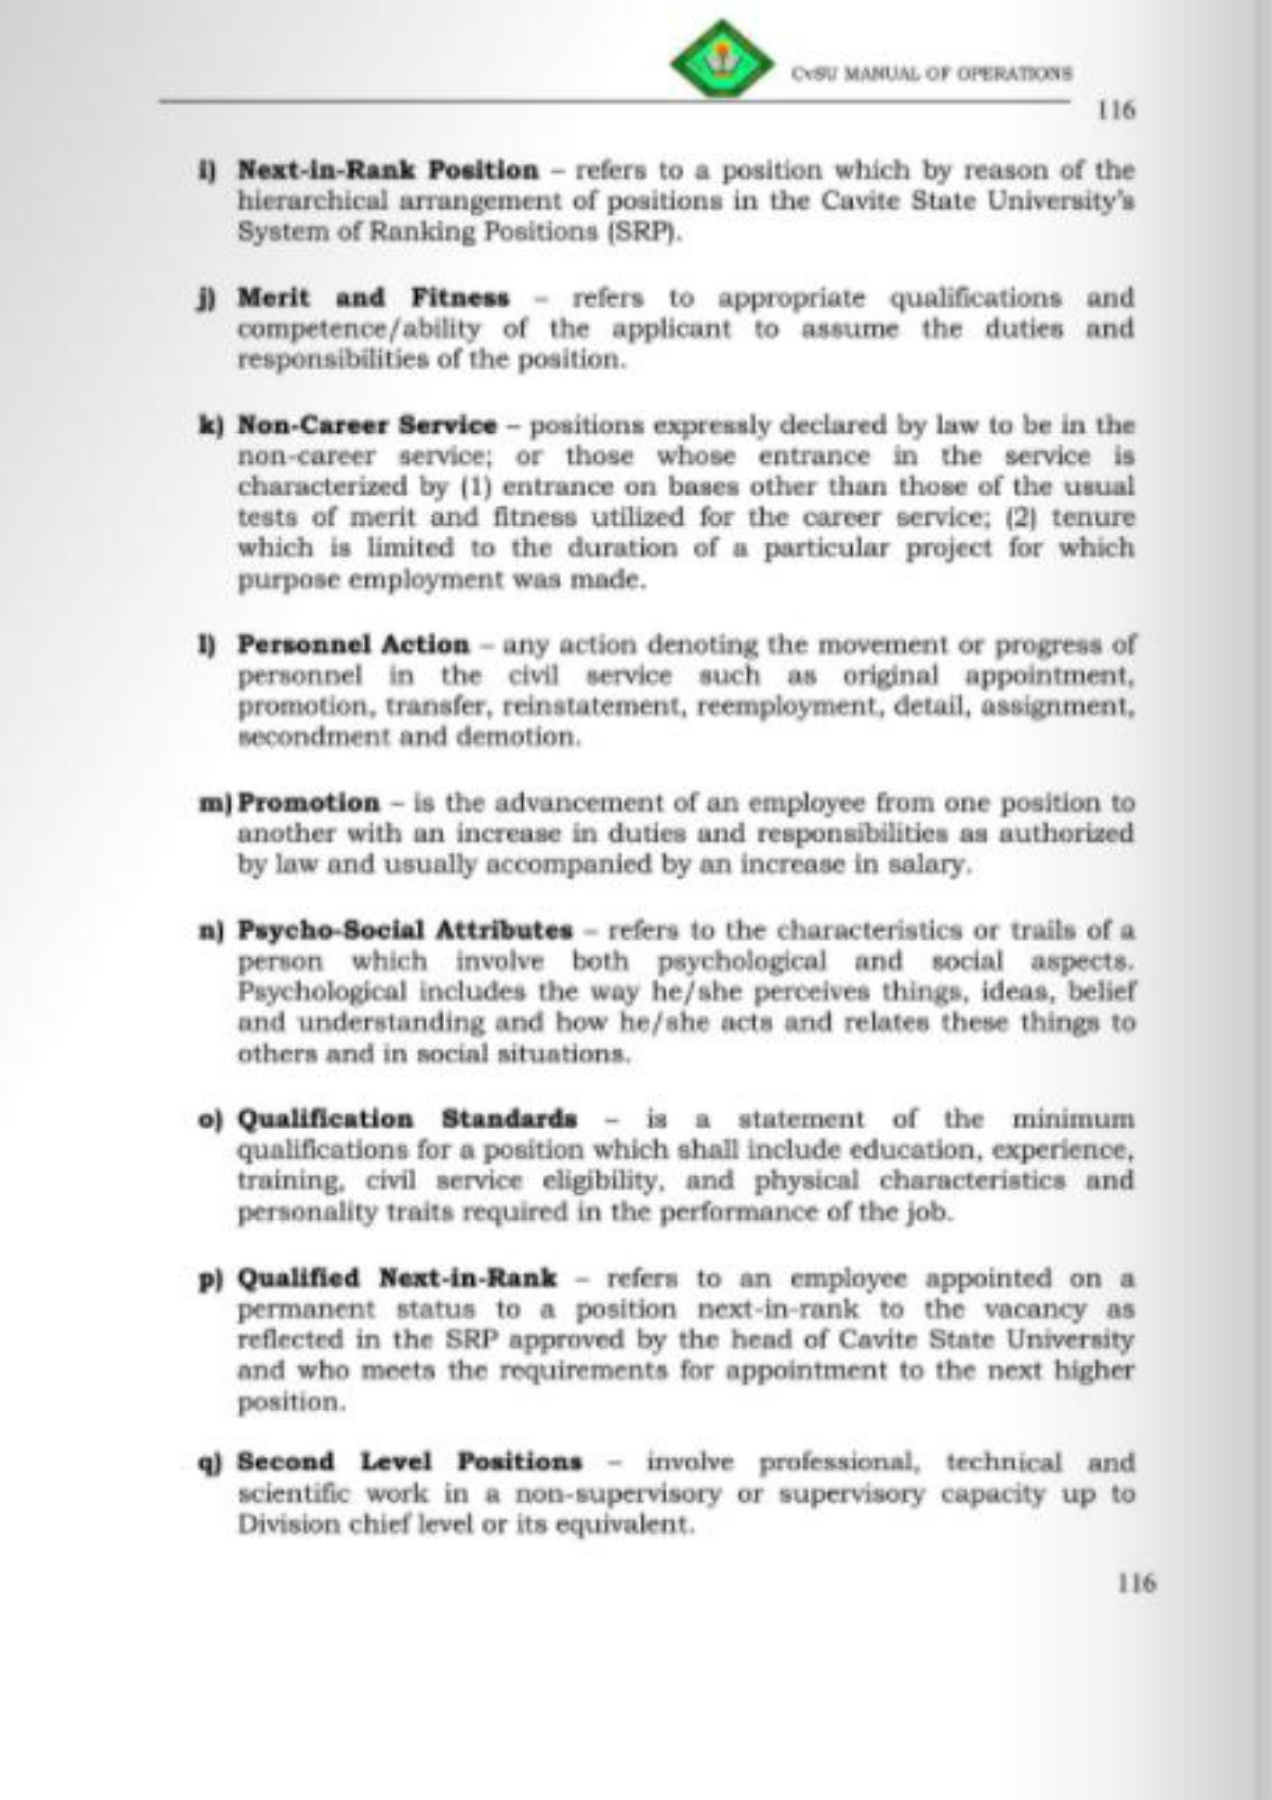 CvSU MANUAL OF OPERATIONS
116
i) Next-in-Rank Position – refers to a position which by reason of the
hierarchical arrangement of positions in the Cavite State University's
System of Ranking Positions (SRP).
j) Merit and Fitness – refers to appropriate qualifications and
competence/ability of the applicant to assume the duties and
responsibilities of the position.
k) Non-Career Service – positions expressly declared by law to be in the
non-career service; or those whose entrance in the service is
characterized by (1) entrance on bases other than those of the usual
tests of merit and fitness utilized for the career service; (2) tenure
which is limited to the duration of a particular project for which
purpose employment was made.
l) Personnel Action – any action denoting the movement or progress of
personnel in the civil service such as original appointment,
promotion, transfer, reinstatement, reemployment, detail, assignment,
secondment and demotion.
m) Promotion – is the advancement of an employee from one position to
another with an increase in duties and responsibilities as authorized
by law and usually accompanied by an increase in salary.
n) Psycho-Social Attributes – refers to the characteristics or trails of a
person which involve both psychological and social aspects.
Psychological includes the way he/she perceives things, ideas, belief
and understanding and how he/she acts and relates these things to
others and in social situations.
o) Qualification Standards – is a statement of the minimum
qualifications for a position which shall include education, experience,
training, civil service eligibility, and physical characteristics and
personality traits required in the performance of the job.
p) Qualified Next-in-Rank – refers to an employee appointed on a
permanent status to a position next-in-rank to the vacancy as
reflected in the SRP approved by the head of Cavite State University
and who meets the requirements for appointment to the next higher
position.
q) Second Level Positions – involve professional, technical and
scientific work in a non-supervisory or supervisory capacity up to
Division chief level or its equivalent.
116